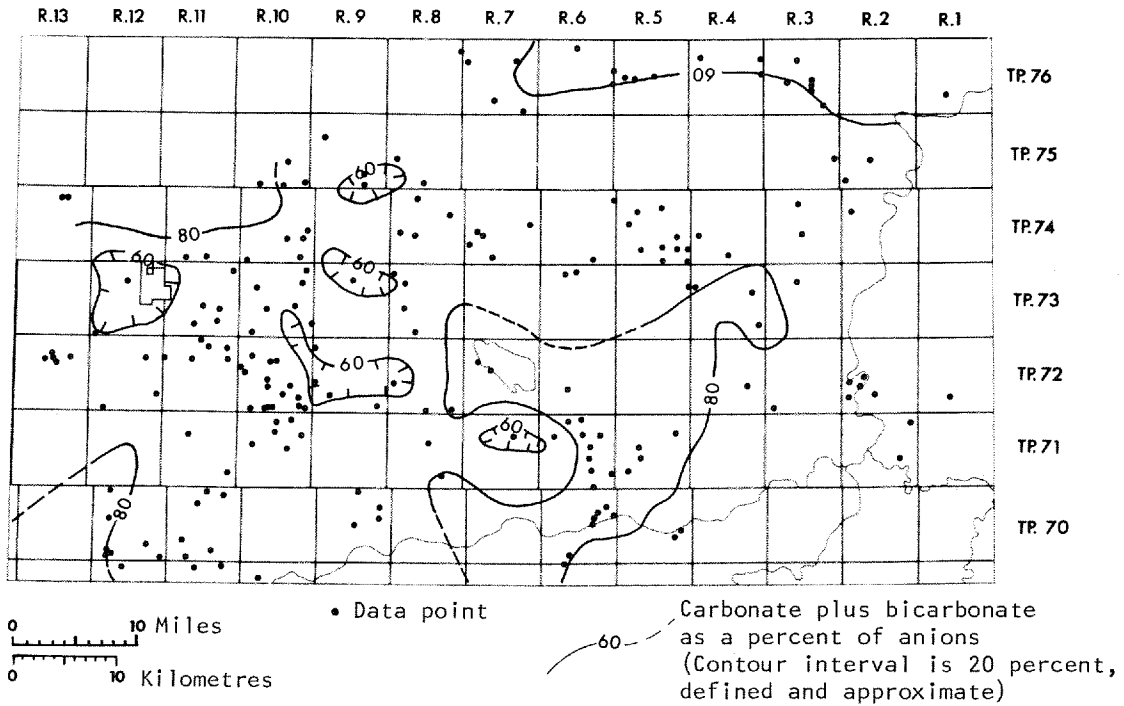 R.13 R.12 R.11 R.10 R.9 R.8 R.7 R.6 R.5 R.4 R.3 R.2 R.1
TP. 76
60
TP. 75
60
TP. 74
80
60
60
TP. 73
60
TP. 72
80
60
TP. 71
80
TP. 70
0 10 Miles
0 10 Kilometres
Data point
60
Carbonate plus bicarbonate
as a percent of anions
(Contour interval is 20 percent,
defined and approximate)